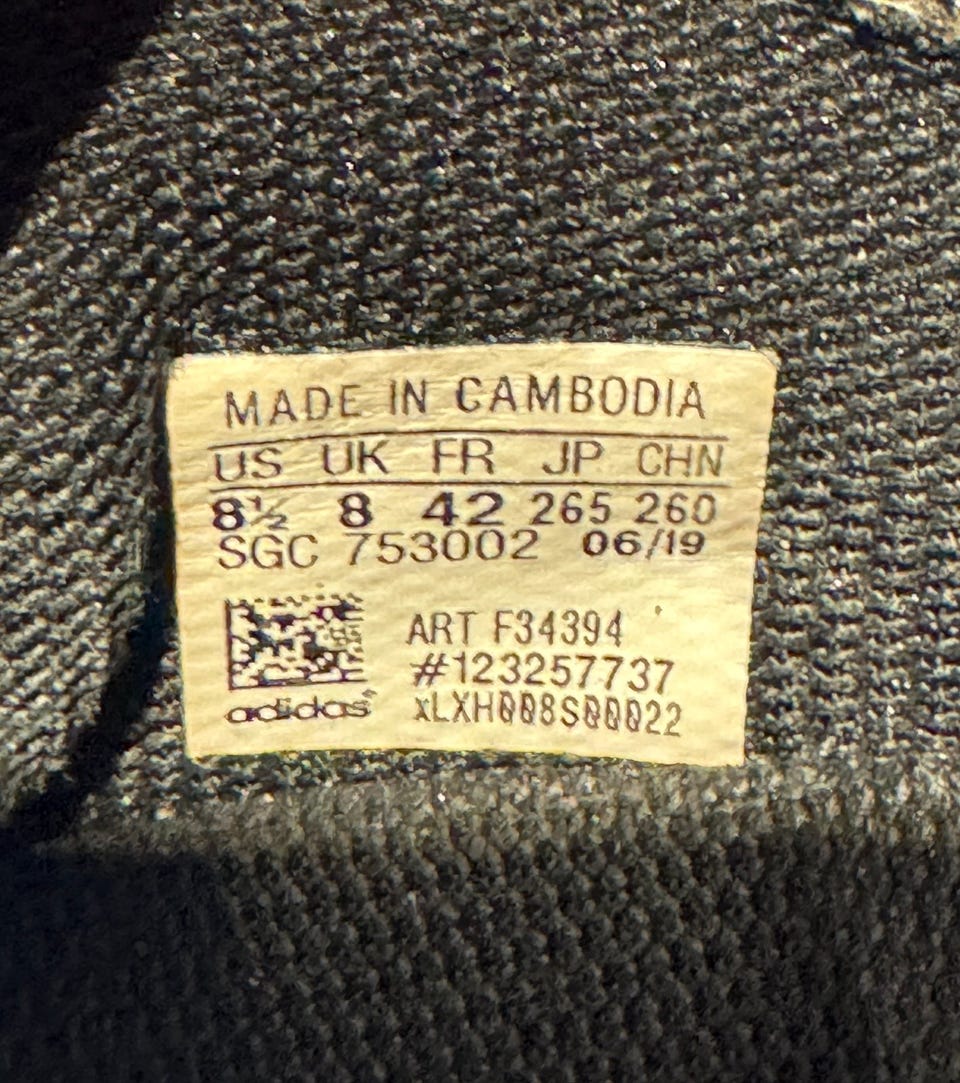 MADE IN CAMBODIA
US UK FR JP CHN
8½ 8 42 265 260
SGC 753002 06/19
ART F34394
#123257737
xLXH008S00022
adidas